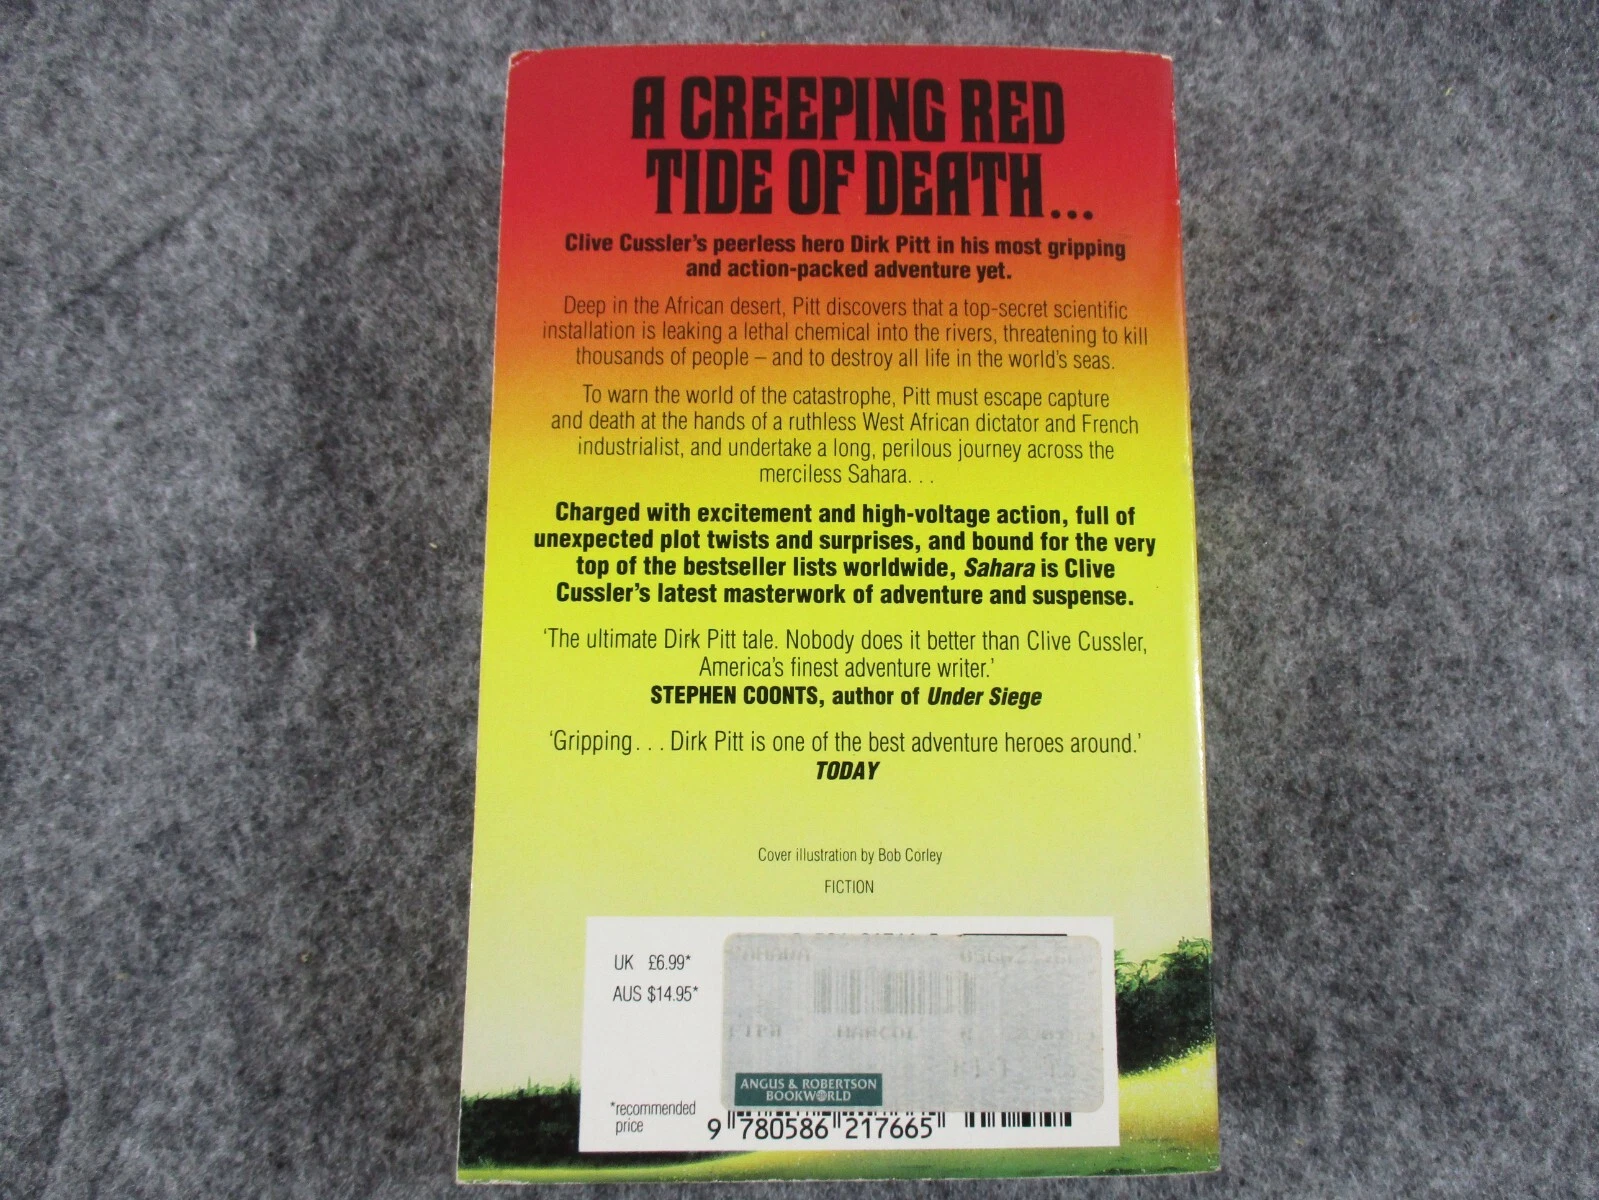 A CREEPING RED
TIDE OF DEATH...
Clive Cussler's peerless hero Dirk Pitt in his most gripping
and action-packed adventure yet.
Deep in the African desert, Pitt discovers that a top-secret scientific
installation is leaking a lethal chemical into the rivers, threatening to kill
thousands of people – and to destroy all life in the world's seas.
To warn the world of the catastrophe, Pitt must escape capture
and death at the hands of a ruthless West African dictator and French
industrialist, and undertake a long, perilous journey across the
merciless Sahara. . .
Charged with excitement and high-voltage action, full of
unexpected plot twists and surprises, and bound for the very
top of the bestseller lists worldwide, Sahara is Clive
Cussler's latest masterwork of adventure and suspense.
'The ultimate Dirk Pitt tale. Nobody does it better than Clive Cussler,
America's finest adventure writer.'
STEPHEN COONTS, author of Under Siege
'Gripping. . . Dirk Pitt is one of the best adventure heroes around.'
TODAY
Cover illustration by Bob Corley
FICTION
UK £6.99*
AUS $14.95*
ANGUS & ROBERTSON
BOOKWORLD
*recommended
price
9 780586 217665